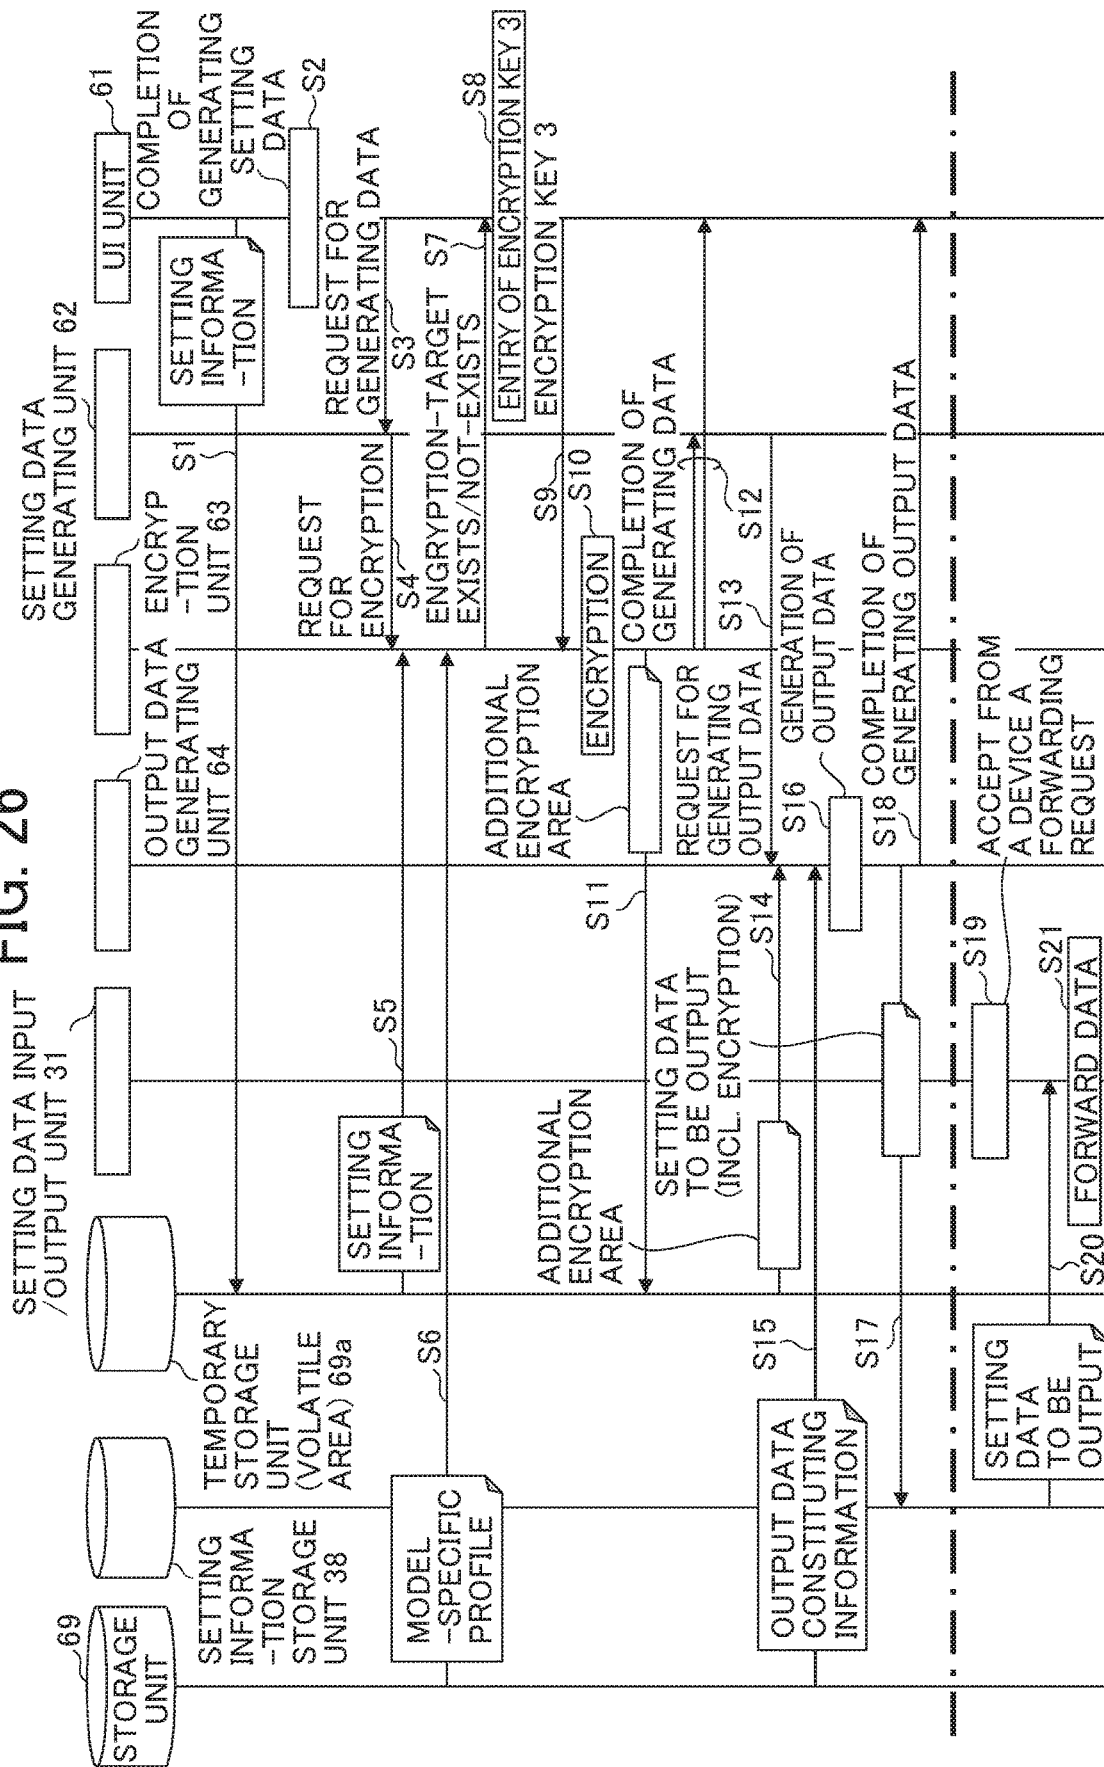 FIG. 26
STORAGE
UNIT
69
SETTING
INFORMA
-TION
STORAGE
UNIT 38
TEMPORARY
STORAGE
UNIT
(VOLATILE
AREA) 69a
SETTING DATA INPUT
/OUTPUT UNIT 31
OUTPUT DATA
GENERATING
UNIT 64
ENCRYP
-TION
UNIT 63
SETTING DATA
GENERATING UNIT 62
UI UNIT
61
SETTING
INFORMA
-TION
S1
COMPLETION
OF
GENERATING
SETTING
DATA
S2
REQUEST FOR
GENERATING DATA
S3
REQUEST
FOR
ENCRYPTION
S4
SETTING
INFORMA
-TION
S5
MODEL
-SPECIFIC
PROFILE
S6
ENGRYPTION-TARGET
EXISTS/NOT-EXISTS
S7
S8
ENTRY OF ENCRYPTION KEY 3
ENCRYPTION KEY 3
S9
S10
ENCRYPTION
ADDITIONAL
ENCRYPTION
AREA
S11
COMPLETION OF
GENERATING DATA
S12
REQUEST FOR
GENERATING
OUTPUT DATA
S13
ADDITIONAL
ENCRYPTION
AREA
S14
OUTPUT DATA
CONSTITUTING
INFORMATION
S15
GENERATION OF
OUTPUT DATA
S16
SETTING DATA
TO BE OUTPUT
(INCL. ENCRYPTION)
S17
COMPLETION OF
GENERATING OUTPUT DATA
S18
ACCEPT FROM
A DEVICE A
FORWARDING
REQUEST
S19
SETTING
DATA
TO BE
OUTPUT
S20
S21
FORWARD DATA